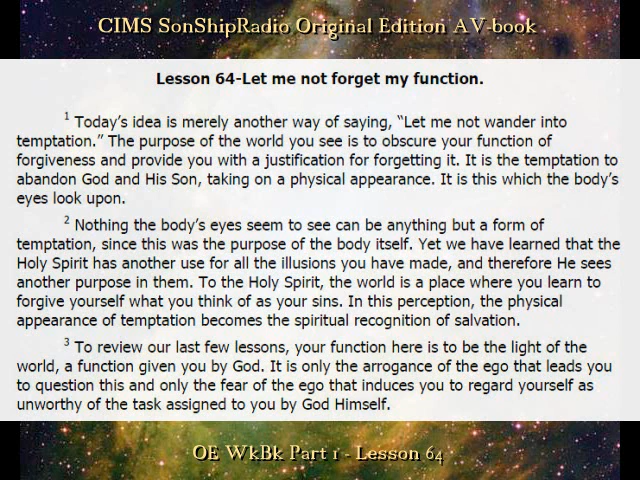 CIMS SonShipRadio Original Edition AV-book
Lesson 64-Let me not forget my function.
1 Today's idea is merely another way of saying, "Let me not wander into
temptation." The purpose of the world you see is to obscure your function of
forgiveness and provide you with a justification for forgetting it. It is the temptation to
abandon God and His Son, taking on a physical appearance. It is this which the body's
eyes look upon.
2 Nothing the body's eyes seem to see can be anything but a form of
temptation, since this was the purpose of the body itself. Yet we have learned that the
Holy Spirit has another use for all the illusions you have made, and therefore He sees
another purpose in them. To the Holy Spirit, the world is a place where you learn to
forgive yourself what you think of as your sins. In this perception, the physical
appearance of temptation becomes the spiritual recognition of salvation.
3 To review our last few lessons, your function here is to be the light of the
world, a function given you by God. It is only the arrogance of the ego that leads you
to question this and only the fear of the ego that induces you to regard yourself as
unworthy of the task assigned to you by God Himself.
OE WkBk Part 1 - Lesson 64